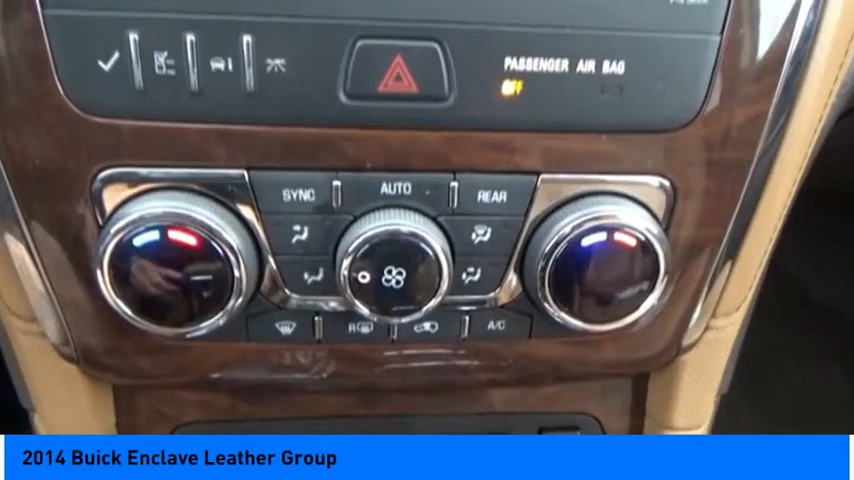 PASSENGER AIR BAG
OFF
SYNC
AUTO
REAR
R
A/C
2014 Buick Enclave Leather Group